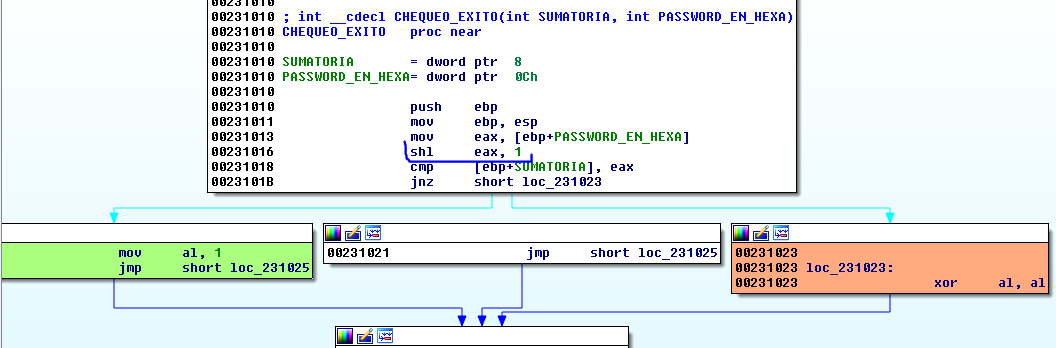 00231010
00231010 ; int __cdecl CHEQUEO_EXITO(int SUMATORIA, int PASSWORD_EN_HEXA)
00231010 CHEQUEO_EXITO proc near
00231010
00231010 SUMATORIA = dword ptr 8
00231010 PASSWORD_EN_HEXA= dword ptr 0Ch
00231010
00231010 push ebp
00231011 mov ebp, esp
00231013 mov eax, [ebp+PASSWORD_EN_HEXA]
00231016 shl eax, 1
00231018 cmp [ebp+SUMATORIA], eax
0023101B jnz short loc_231023
mov al, 1
jmp short loc_231025
00231021 jmp short loc_231025
00231023
00231023 loc_231023:
00231023 xor al, al